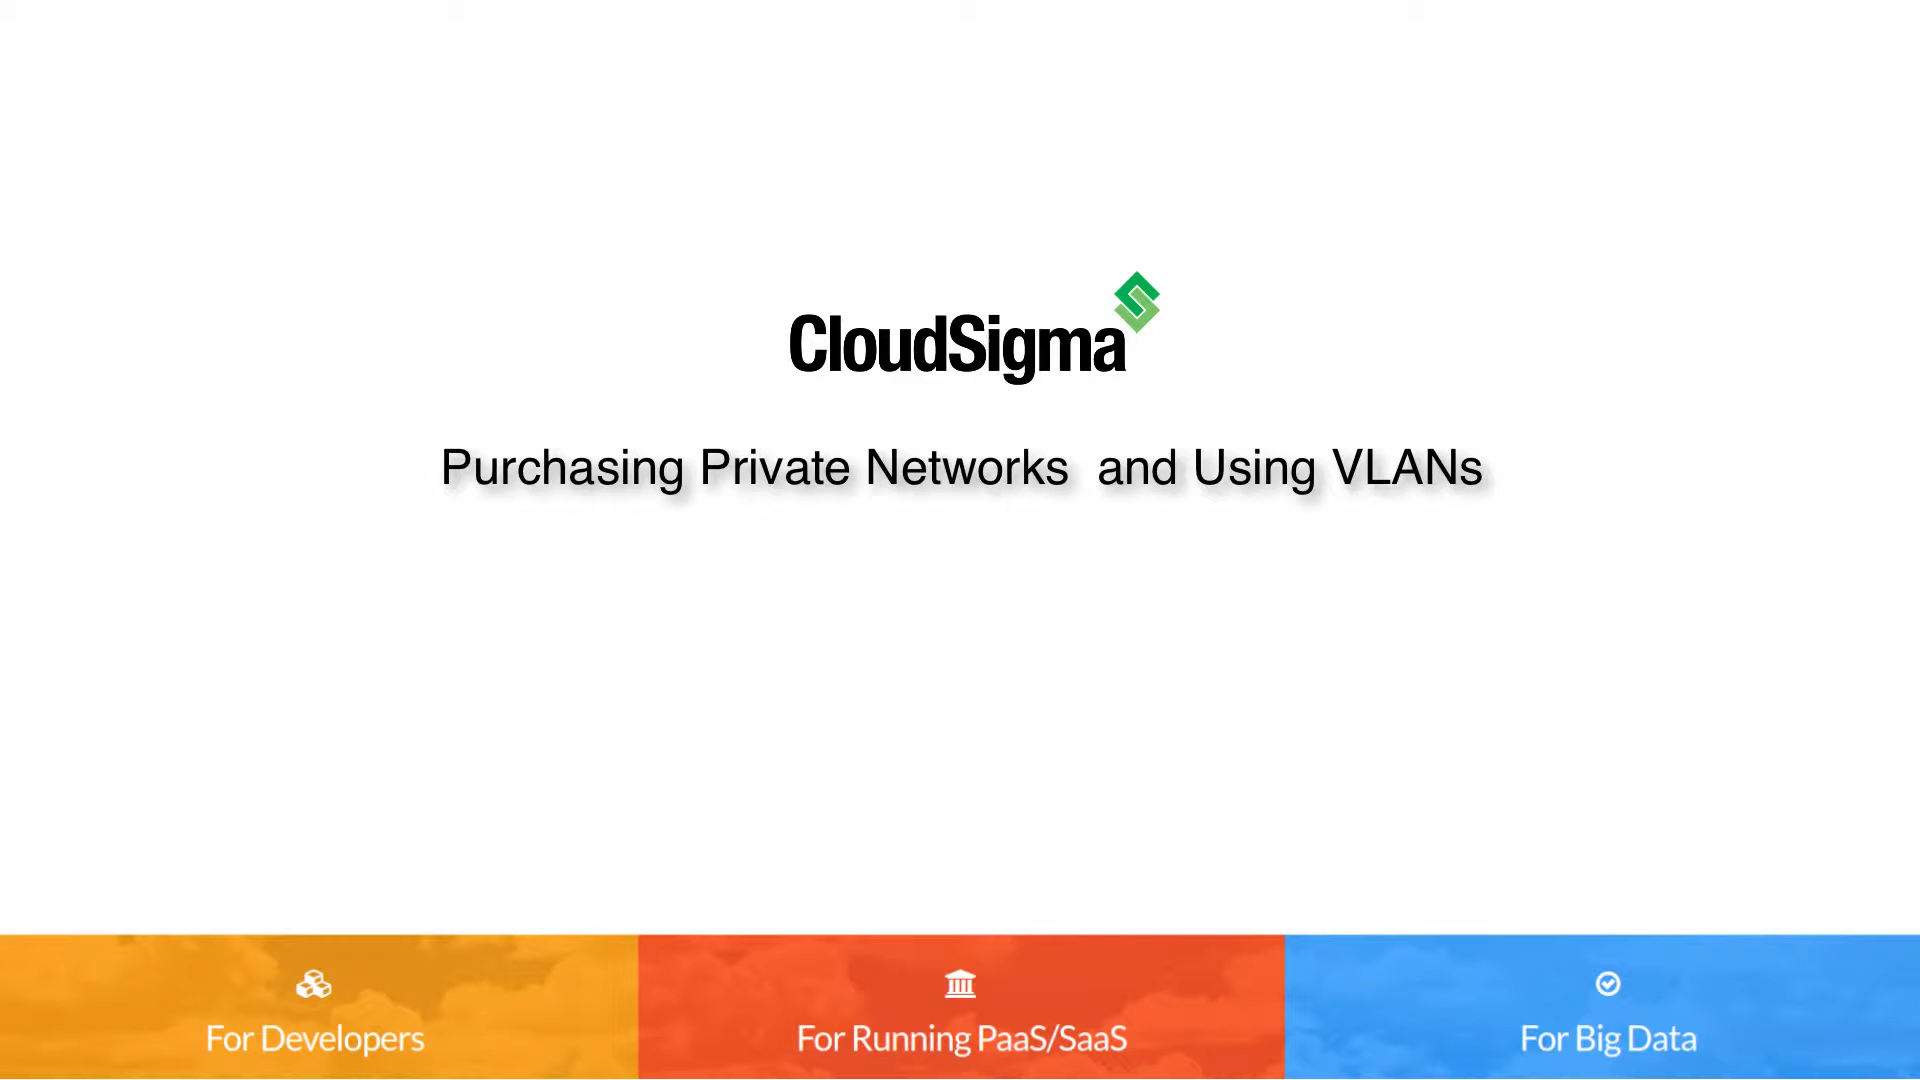 CloudSigma
Purchasing Private Networks and Using VLANs
For Developers
For Running PaaS/SaaS
For Big Data